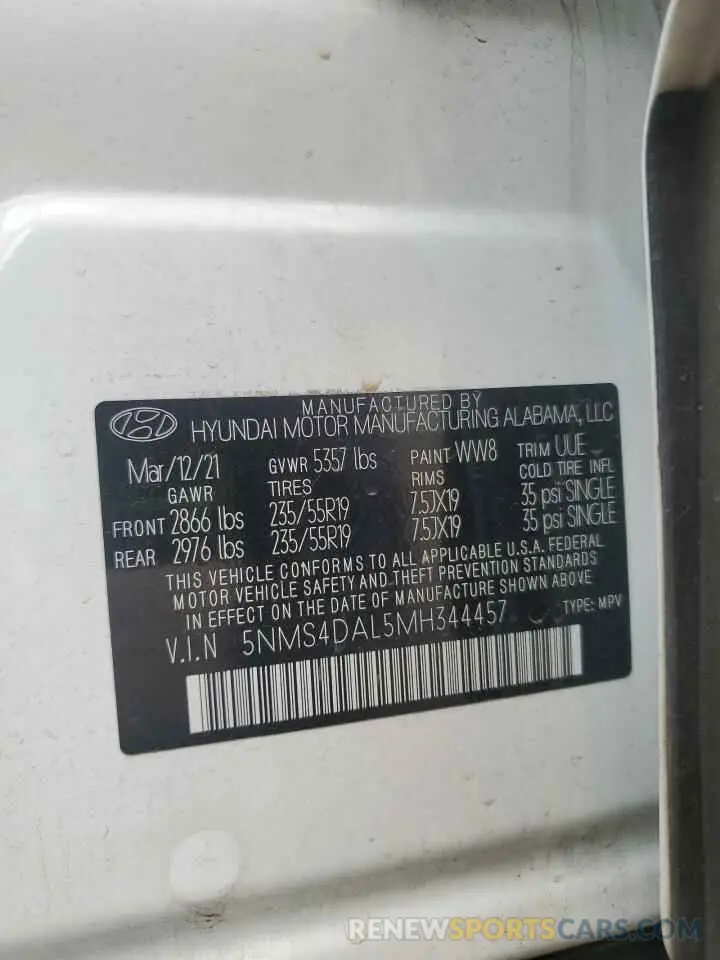 MANUFACTURED BY
HYUNDAI MOTOR MANUFACTURING ALABAMA, LLC
Mar/12/21 GVWR 5357 lbs PAINT WW8 TRIM UUE
GAWR TIRES RIMS COLD TIRE INFL
FRONT 2866 lbs 235/55R19 7.5JX19 35 psi SINGLE
REAR 2976 lbs 235/55R19 7.5JX19 35 psi SINGLE
THIS VEHICLE CONFORMS TO ALL APPLICABLE U.S.A. FEDERAL
MOTOR VEHICLE SAFETY AND THEFT PREVENTION STANDARDS
IN EFFECT ON THE DATE OF MANUFACTURE SHOWN ABOVE
V.I.N 5NMS4DAL5MH344457 TYPE: MPV
RENEWSPORTSCARS.COM